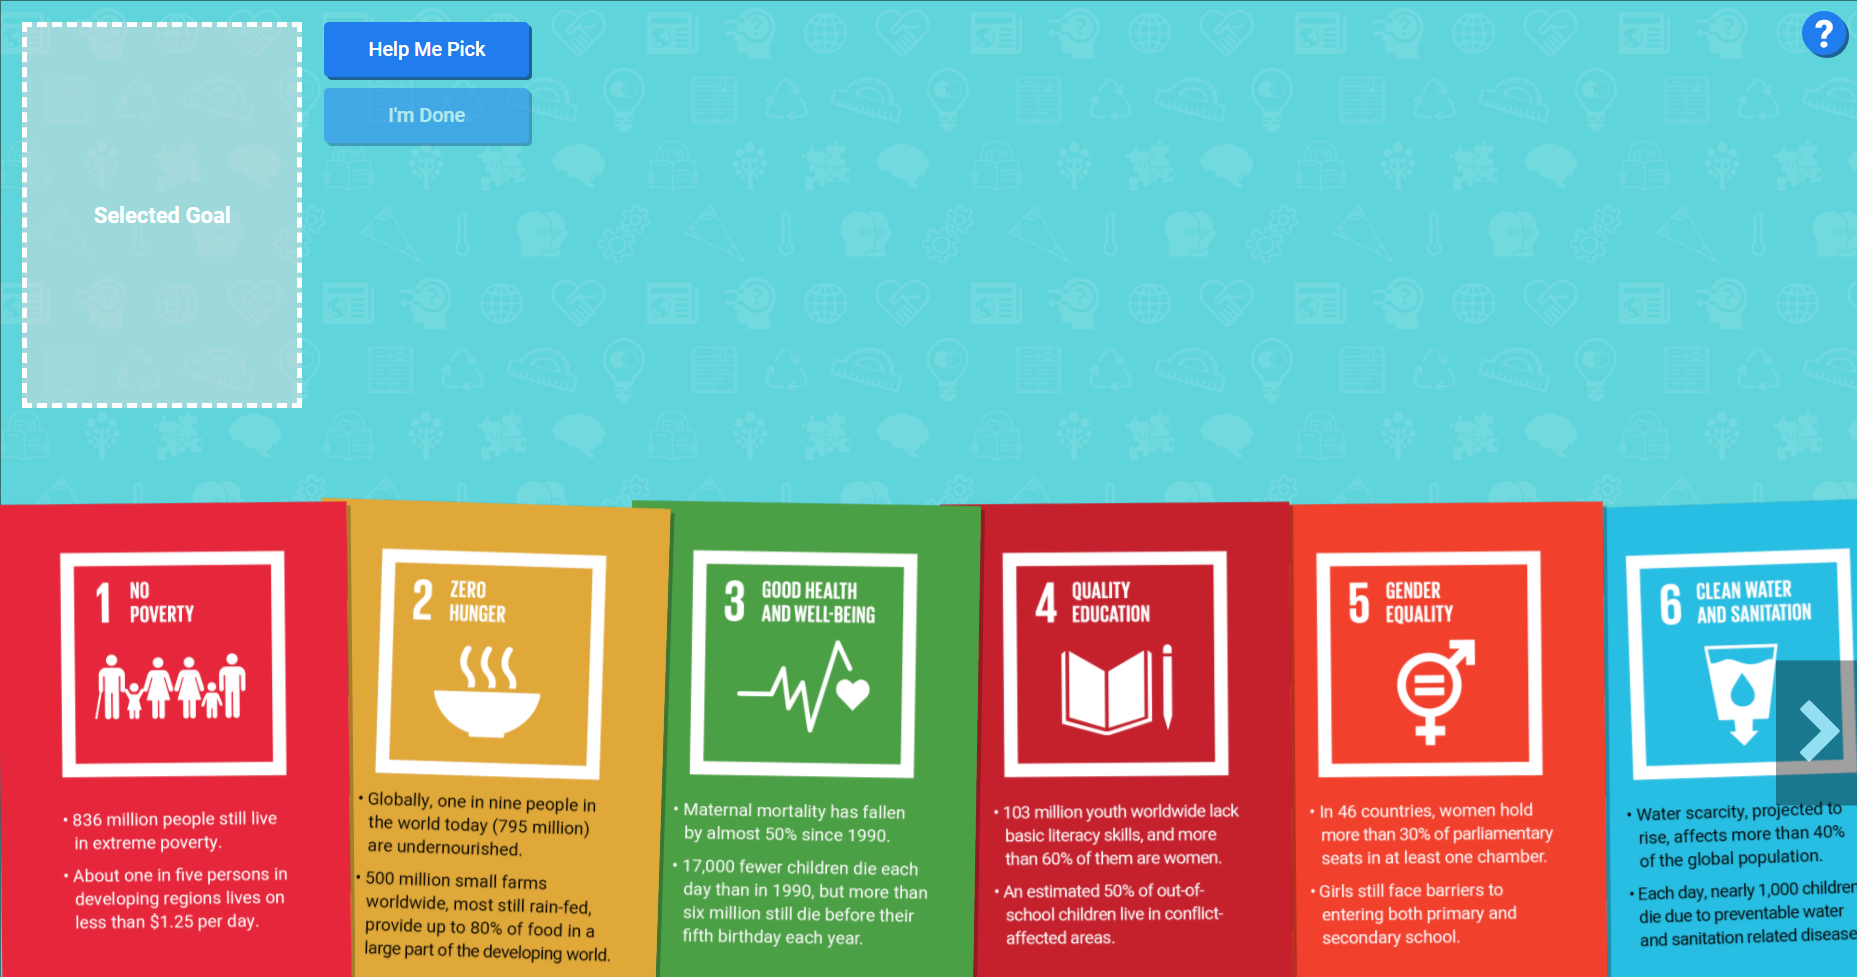 Help Me Pick
?
I'm Done
Selected Goal
1 NO
POVERTY
• 836 million people still live
in extreme poverty.
• About one in five persons in
developing regions lives on
less than $1.25 per day.
2 ZERO
HUNGER
• Globally, one in nine people in
the world today (795 million)
are undernourished.
• 500 million small farms
worldwide, most still rain-fed,
provide up to 80% of food in a
large part of the developing world.
3 GOOD HEALTH
AND WELL-BEING
• Maternal mortality has fallen
by almost 50% since 1990.
• 17,000 fewer children die each
day than in 1990, but more than
six million still die before their
fifth birthday each year.
4 QUALITY
EDUCATION
• 103 million youth worldwide lack
basic literacy skills, and more
than 60% of them are women.
• An estimated 50% of out-of-
school children live in conflict-
affected areas.
5 GENDER
EQUALITY
• In 46 countries, women hold
more than 30% of parliamentary
seats in at least one chamber.
• Girls still face barriers to
entering both primary and
secondary school.
6 CLEAN WATER
AND SANITATION
• Water scarcity, projected to
rise, affects more than 40%
of the global population.
• Each day, nearly 1,000 children
die due to preventable water
and sanitation related disease